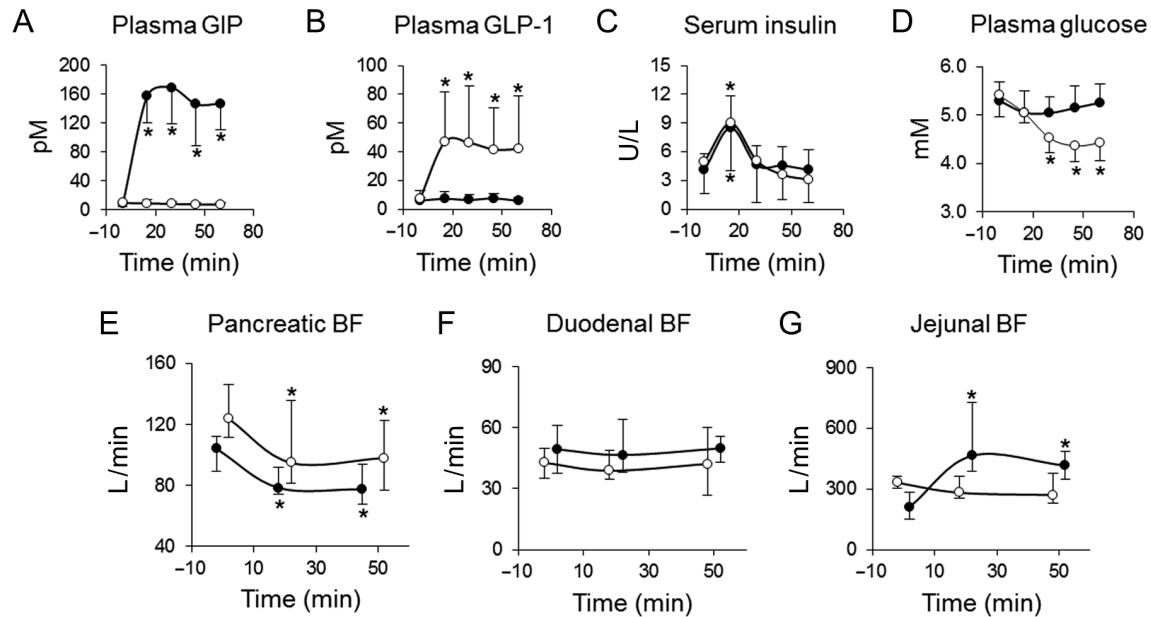 A Plasma GIP
pM
200
160
120
80
40
0
−10 20 50 80
Time (min)
* * * *
B Plasma GLP-1
pM
100
80
60
40
20
0
−10 20 50 80
Time (min)
* * * *
C Serum insulin
U/L
15
12
9
6
3
0
−10 20 50 80
Time (min)
*
*
D Plasma glucose
mM
6.0
5.0
4.0
3.0
−10 20 50 80
Time (min)
* * *
E Pancreatic BF
L/min
160
120
80
40
−10 10 30 50
Time (min)
* *
* *
F Duodenal BF
L/min
90
60
30
0
−10 10 30 50
Time (min)
G Jejunal BF
L/min
900
600
300
0
−10 10 30 50
Time (min)
* *